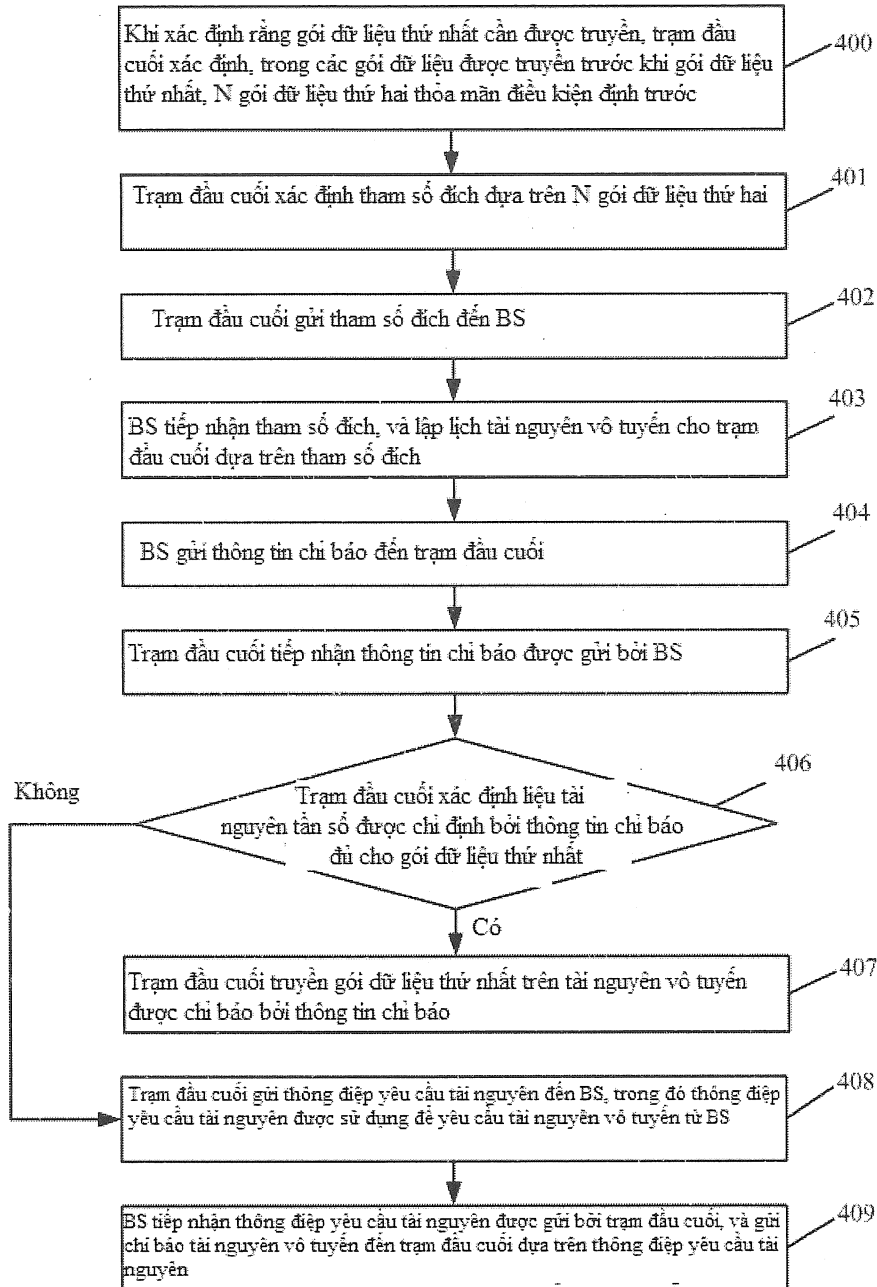 Khi xác định rằng gói dữ liệu thứ nhất cần được truyền, trạm đầu
cuối xác định, trong các gói dữ liệu được truyền trước khi gói dữ liệu
thứ nhất, N gói dữ liệu thứ hai thỏa mãn điều kiện định trước
400
Trạm đầu cuối xác định tham số đích dựa trên N gói dữ liệu thứ hai
401
Trạm đầu cuối gửi tham số đích đến BS
402
BS tiếp nhận tham số đích, và lập lịch tài nguyên vô tuyến cho trạm
đầu cuối dựa trên tham số đích
403
BS gửi thông tin chỉ báo đến trạm đầu cuối
404
Trạm đầu cuối tiếp nhận thông tin chỉ báo được gửi bởi BS
405
Không
Trạm đầu cuối xác định liệu tài
nguyên tần số được chỉ định bởi thông tin chỉ báo
đủ cho gói dữ liệu thứ nhất
406
Có
Trạm đầu cuối truyền gói dữ liệu thứ nhất trên tài nguyên vô tuyến
được chỉ báo bởi thông tin chỉ báo
407
Trạm đầu cuối gửi thông điệp yêu cầu tài nguyên đến BS, trong đó thông điệp
yêu cầu tài nguyên được sử dụng để yêu cầu tài nguyên vô tuyến từ BS
408
BS tiếp nhận thông điệp yêu cầu tài nguyên được gửi bởi trạm đầu cuối, và gửi
chỉ báo tài nguyên vô tuyến đến trạm đầu cuối dựa trên thông điệp yêu cầu tài
nguyên
409